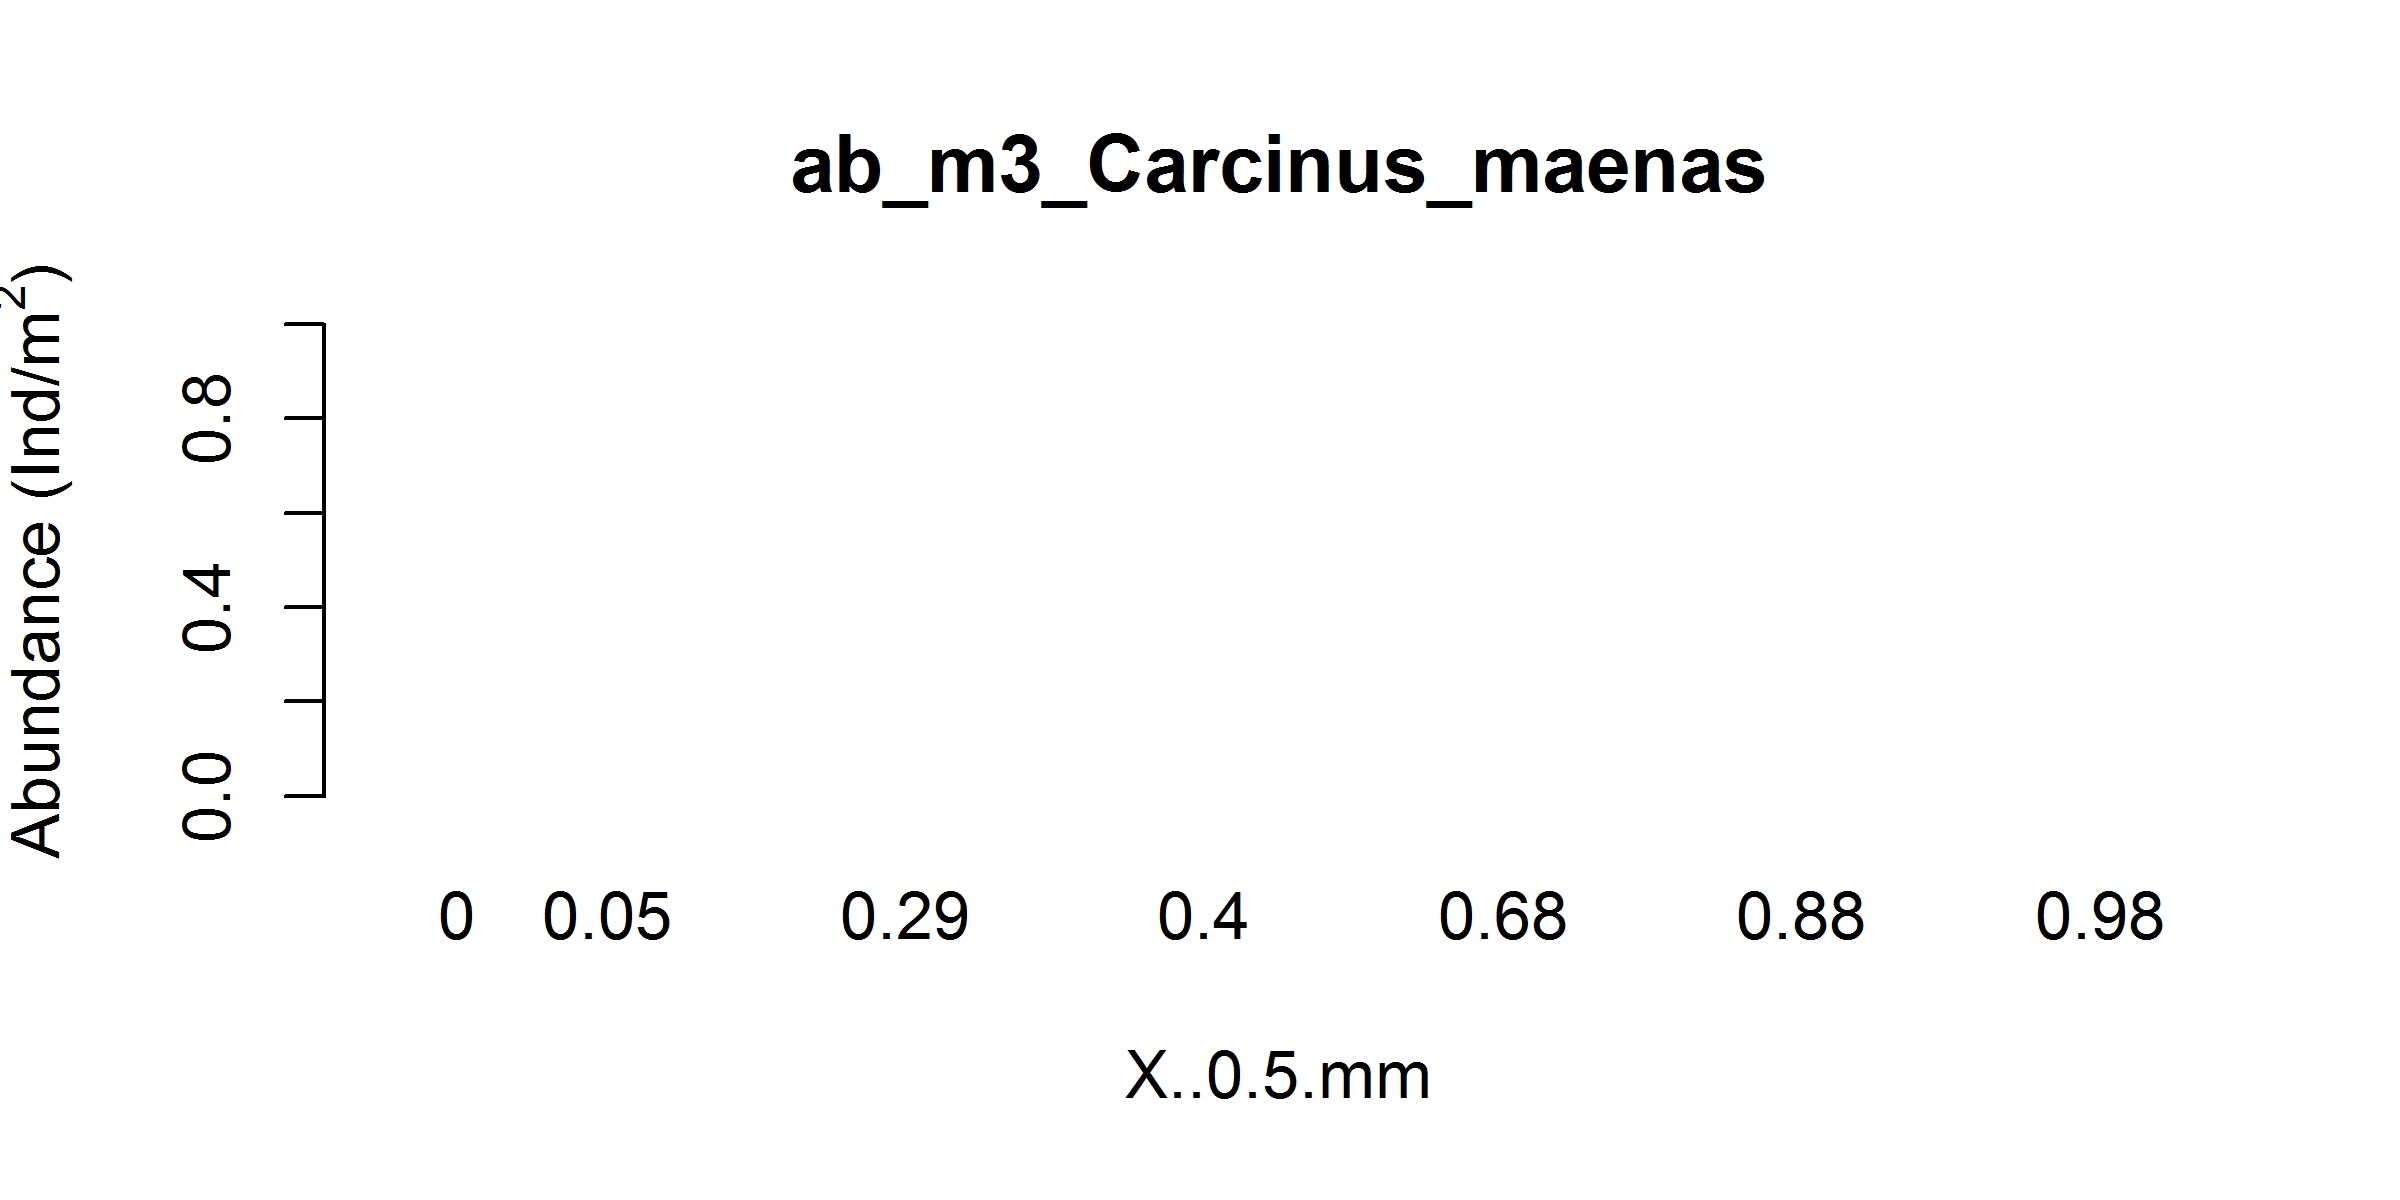 ab_m3_Carcinus_maenas
Abundance (Ind/m²)
0.8
0.4
0.0
0 0.05 0.29 0.4 0.68 0.88 0.98
X..0.5.mm